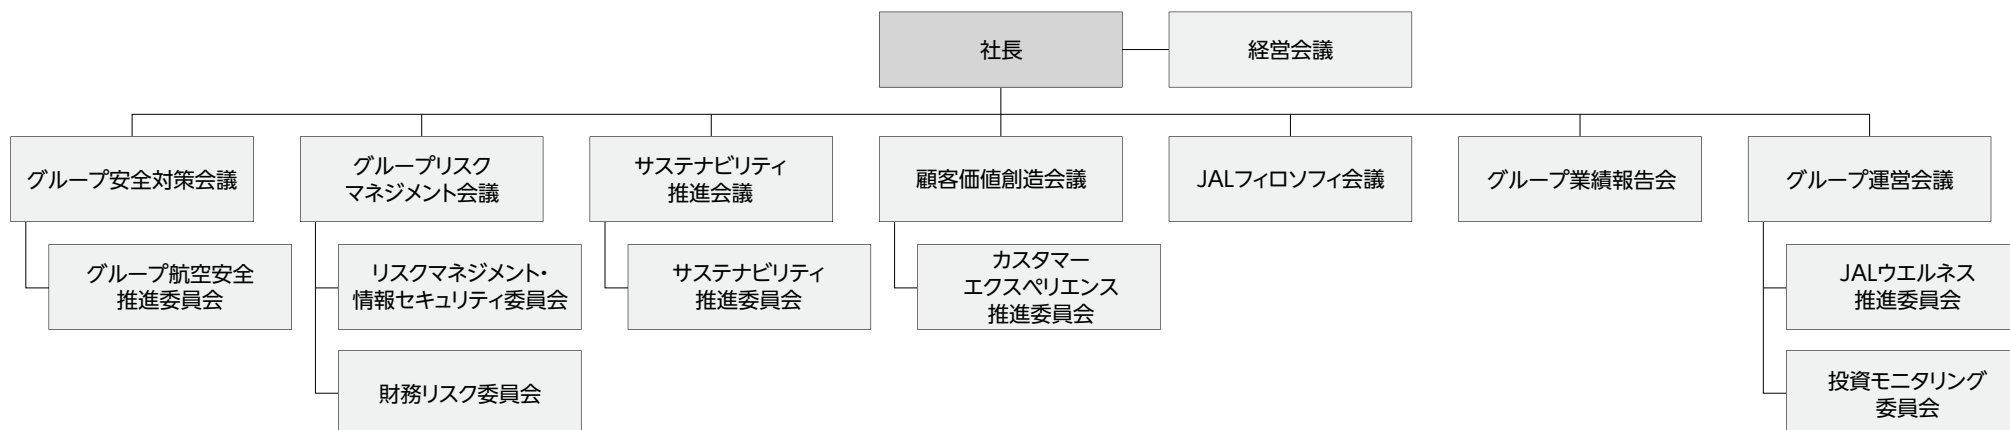 社長
経営会議
グループ安全対策会議
グループリスク
マネジメント会議
サステナビリティ
推進会議
顧客価値創造会議
JALフィロソフィ会議
グループ業績報告会
グループ運営会議
グループ航空安全
推進委員会
リスクマネジメント・
情報セキュリティ委員会
財務リスク委員会
サステナビリティ
推進委員会
カスタマー
エクスペリエンス
推進委員会
JALウエルネス
推進委員会
投資モニタリング
委員会